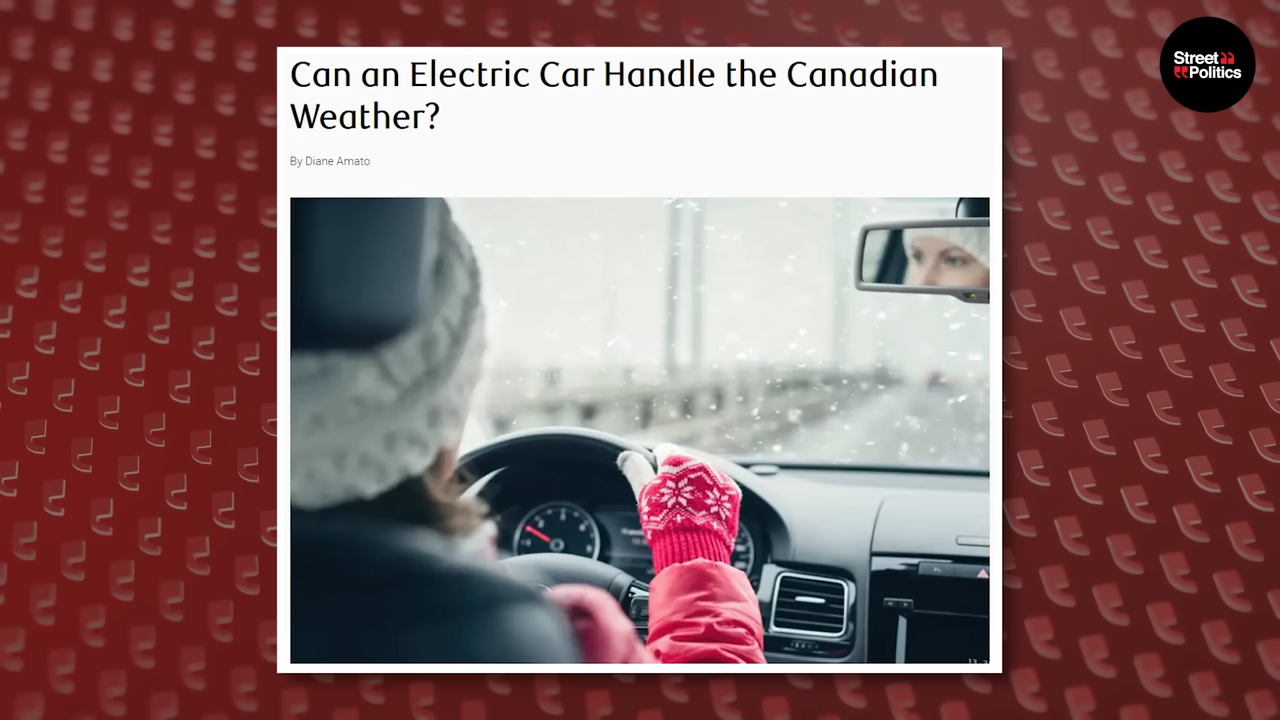 Can an Electric Car Handle the Canadian
Weather?
By Diane Amato
Street
Politics